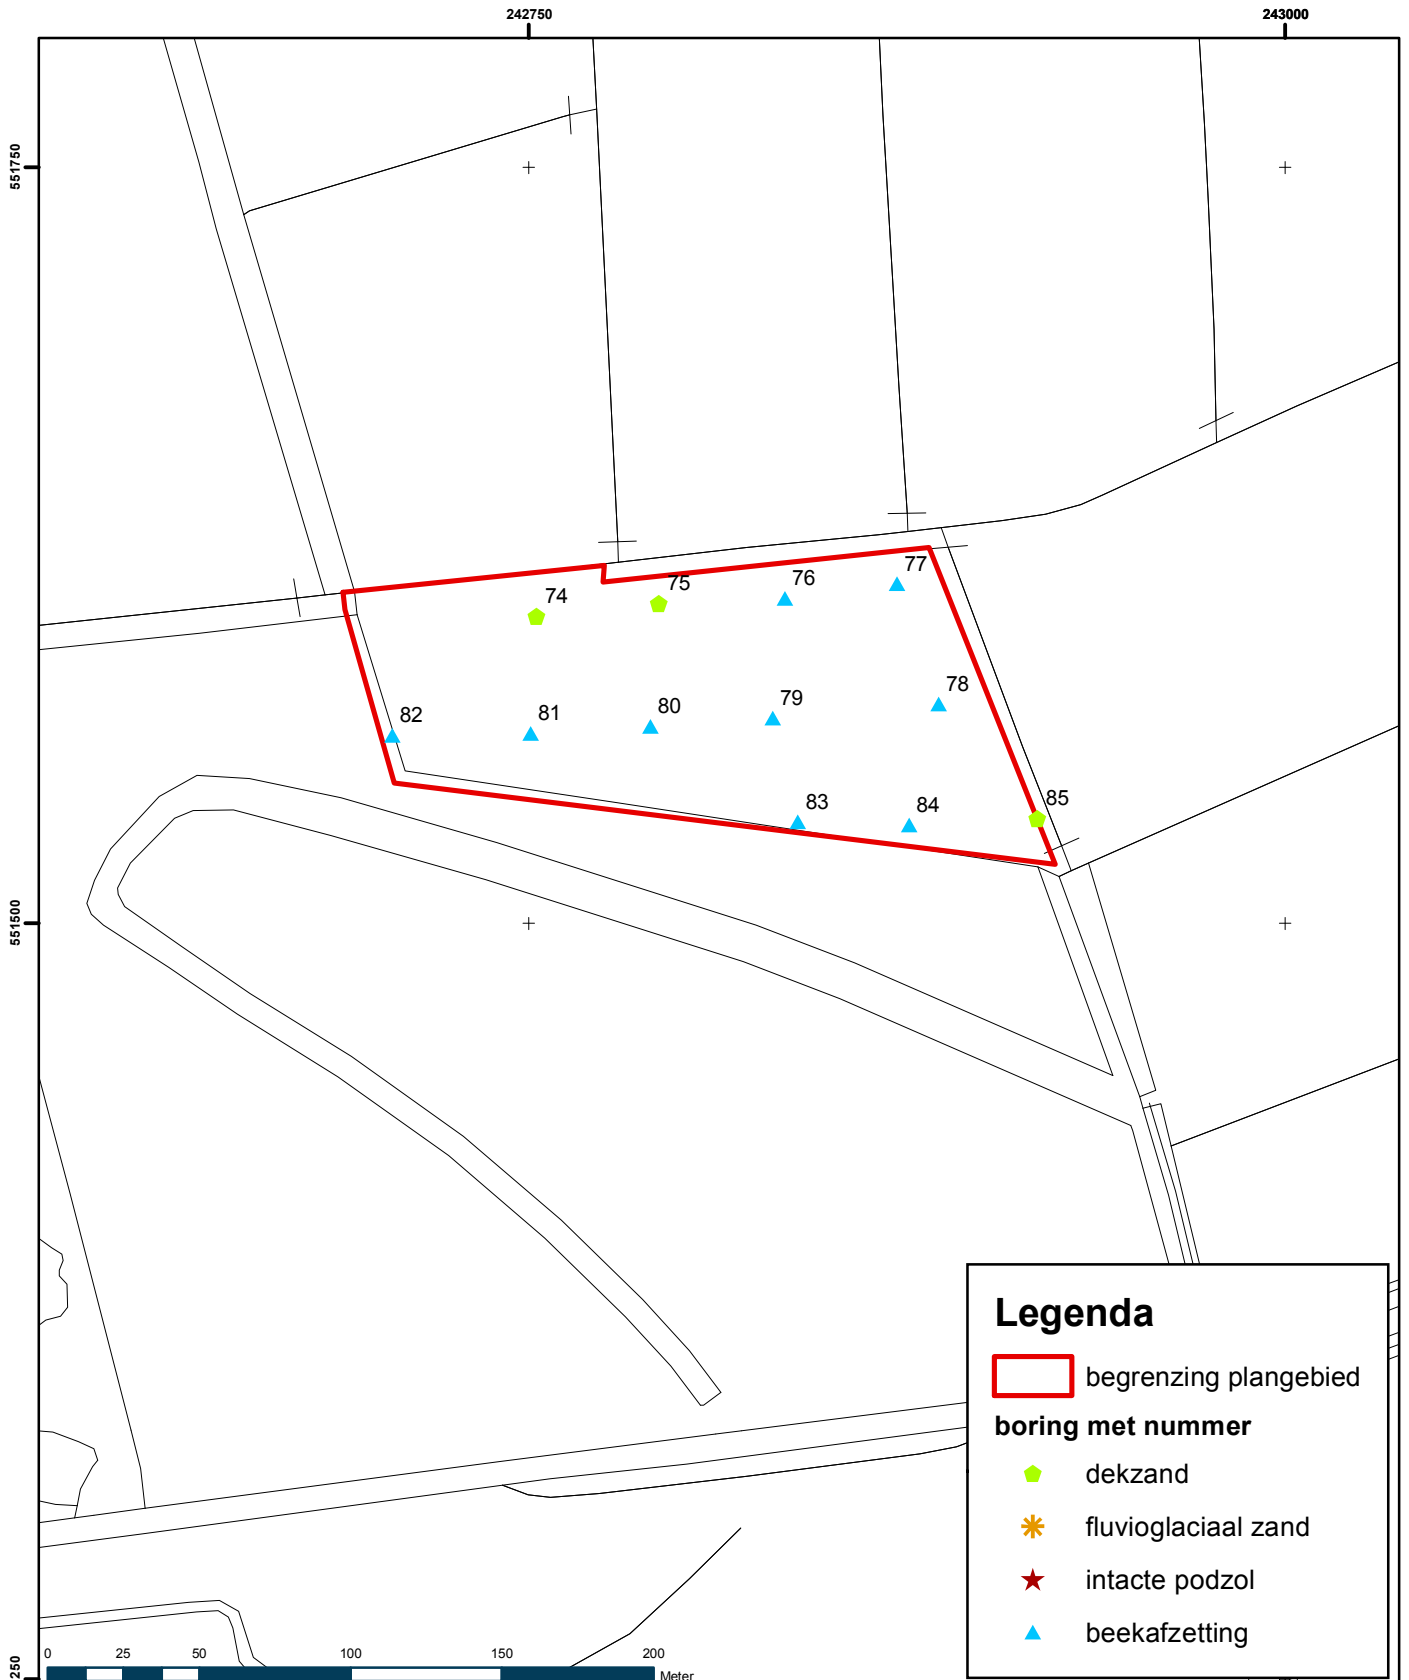 242750
243000
551750
77
76
75
74
78
79
80
81
82
85
84
83
551500
Legenda
begrenzing plangebied
boring met nummer
dekzand
fluvioglaciaal zand
intacte podzol
beekafzetting
250
0 25 50 100 150 200
Meter